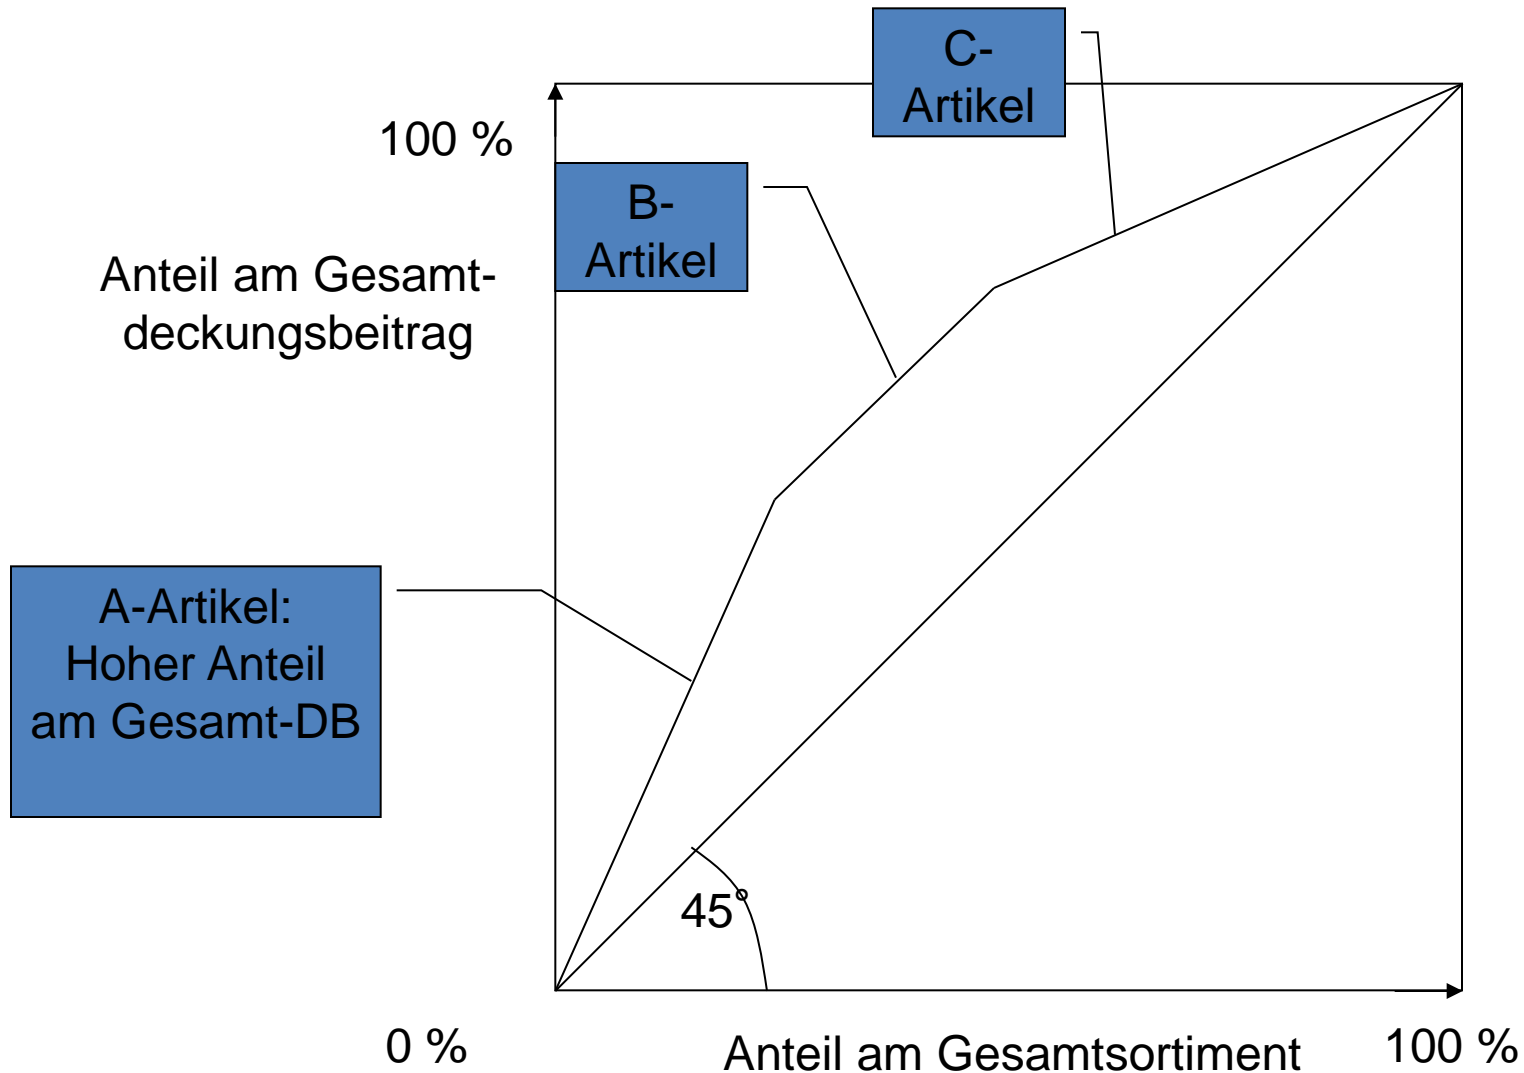 C-
Artikel
100 %
B-
Artikel
Anteil am Gesamt-
deckungsbeitrag
A-Artikel:
Hoher Anteil
am Gesamt-DB
45°
0 %
Anteil am Gesamtsortiment
100 %